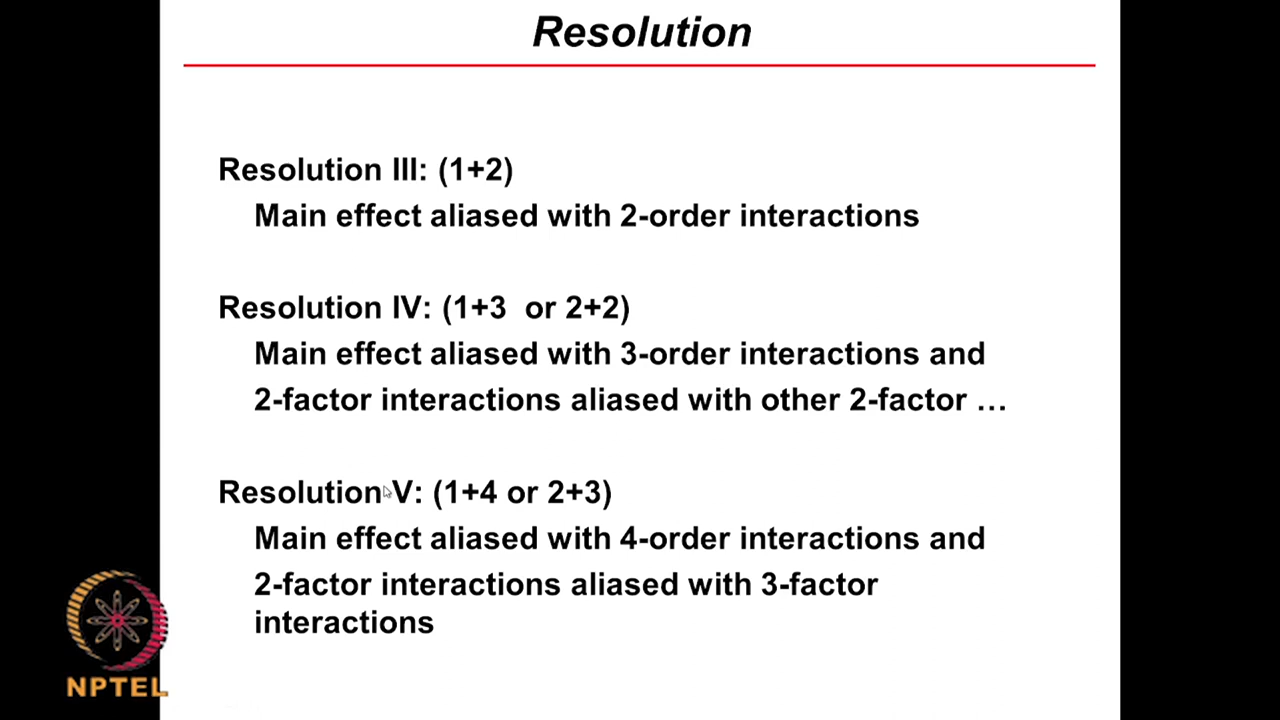 Resolution
Resolution III: (1+2)
Main effect aliased with 2-order interactions
Resolution IV: (1+3 or 2+2)
Main effect aliased with 3-order interactions and
2-factor interactions aliased with other 2-factor …
Resolution V: (1+4 or 2+3)
Main effect aliased with 4-order interactions and
2-factor interactions aliased with 3-factor
interactions
NPTEL